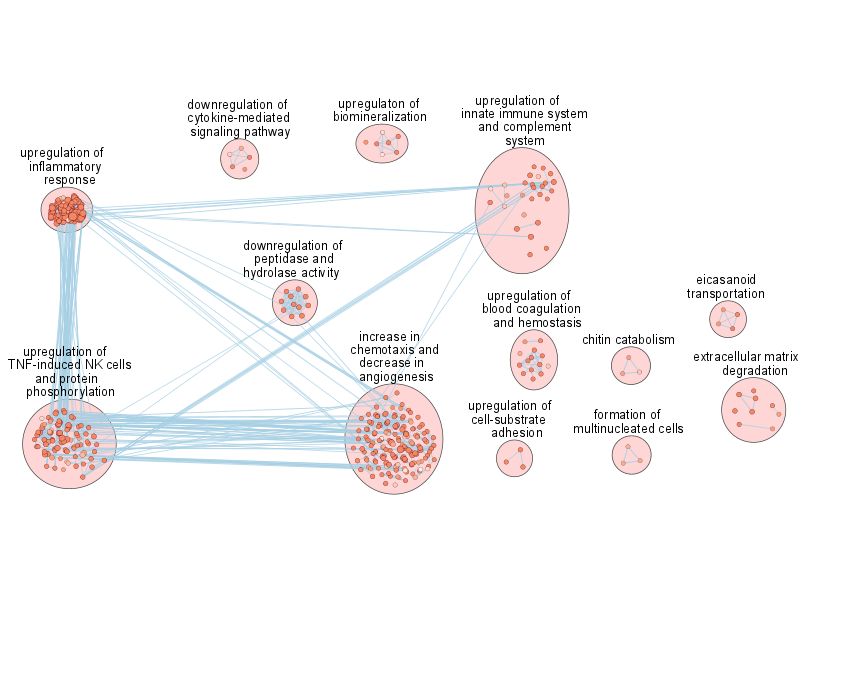 downregulation of
cytokine-mediated
signaling pathway
upregulaton of
biomineralization
upregulation of
innate immune system
and complement
system
upregulation of
inflammatory
response
downregulation of
peptidase and
hydrolase activity
eicasanoid
transportation
upregulation of
blood coagulation
and hemostasis
chitin catabolism
extracellular matrix
degradation
upregulation of
TNF-induced NK cells
and protein
phosphorylation
increase in
chemotaxis and
decrease in
angiogenesis
upregulation of
cell-substrate
adhesion
formation of
multinucleated cells